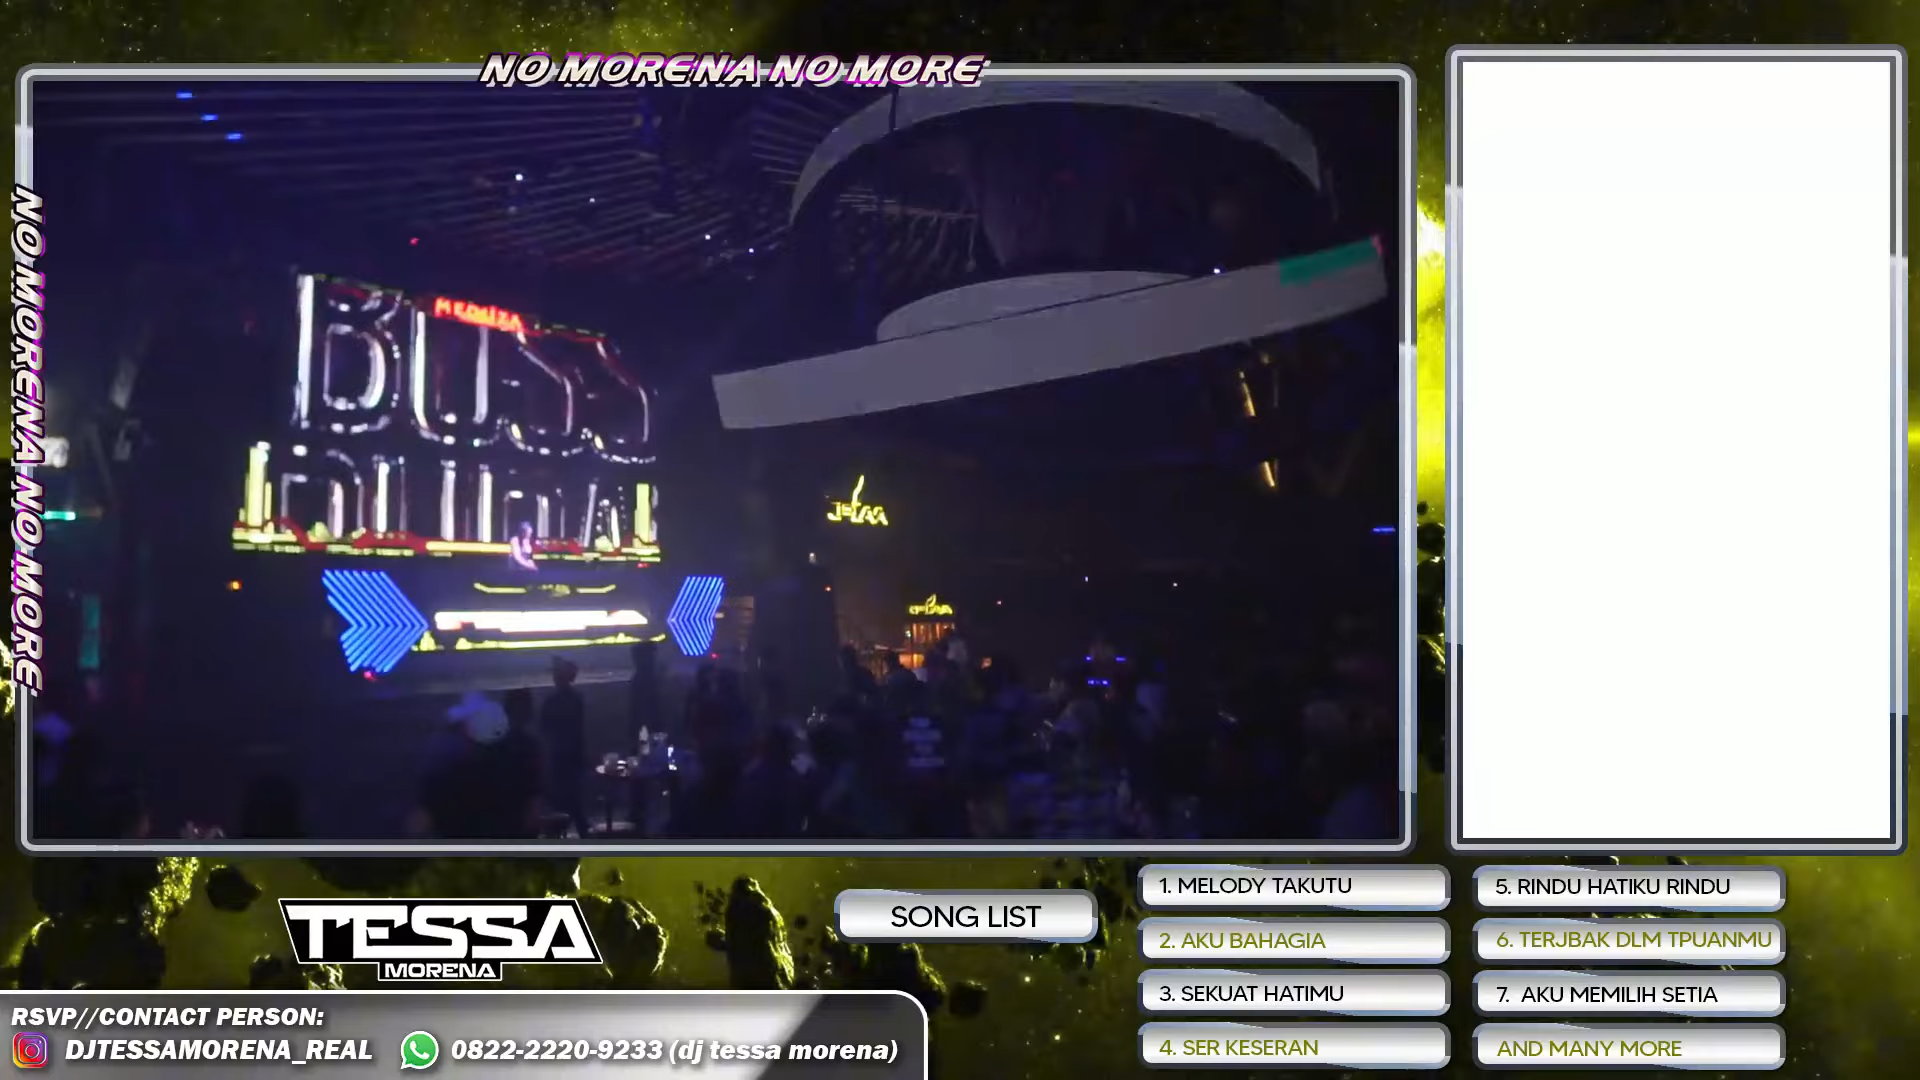 NO MORENA NO MORE
NO MORENA NO MORE
MEDUZA
TESSA
MORENA
RSVP//CONTACT PERSON:
DJTESSAMORENA_REAL
0822-2220-9233 (dj tessa morena)
SONG LIST
1. MELODY TAKUTU
2. AKU BAHAGIA
3. SEKUAT HATIMU
4. SER KESERAN
5. RINDU HATIKU RINDU
6. TERJBAK DLM TPUANMU
7. AKU MEMILIH SETIA
AND MANY MORE